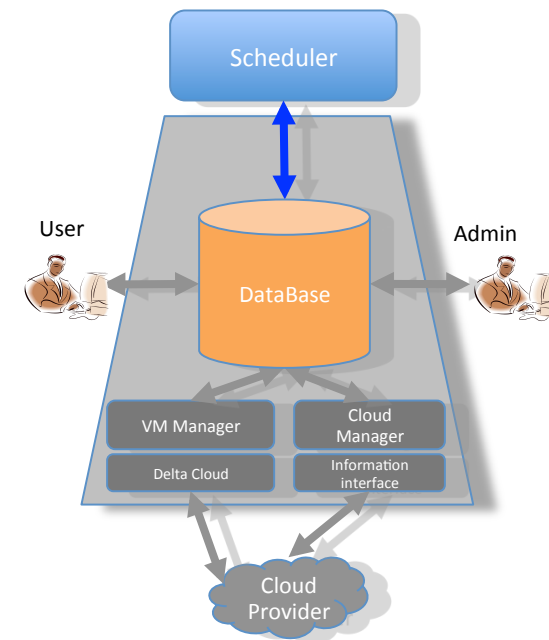 Scheduler
User
Admin
DataBase
VM Manager
Cloud
Manager
Delta Cloud
Information
interface
Cloud
Provider